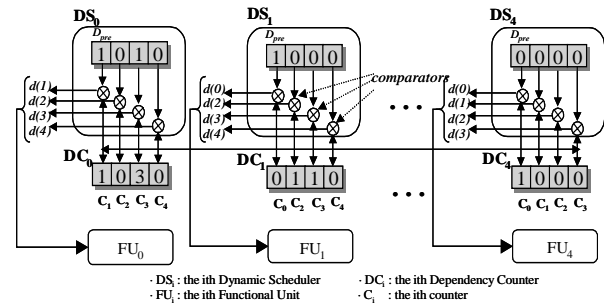 DS0 DS1 DS4
Dpre Dpre Dpre
1 0 1 0 1 0 0 0 0 0 0 0
d(1) d(0) d(0)
d(2) d(2) comparators d(1)
d(3) d(3) d(2)
d(4) d(4) d(3)
• • •
DC0 DC1 DC4
1 0 3 0 0 1 1 0 1 0 0 0
• • •
C1 C2 C3 C4 C0 C2 C3 C4 C0 C1 C2 C3
FU0 FU1 FU4
· DSi : the ith Dynamic Scheduler · DCi : the ith Dependency Counter
· FUi : the ith Functional Unit · Ci : the ith counter